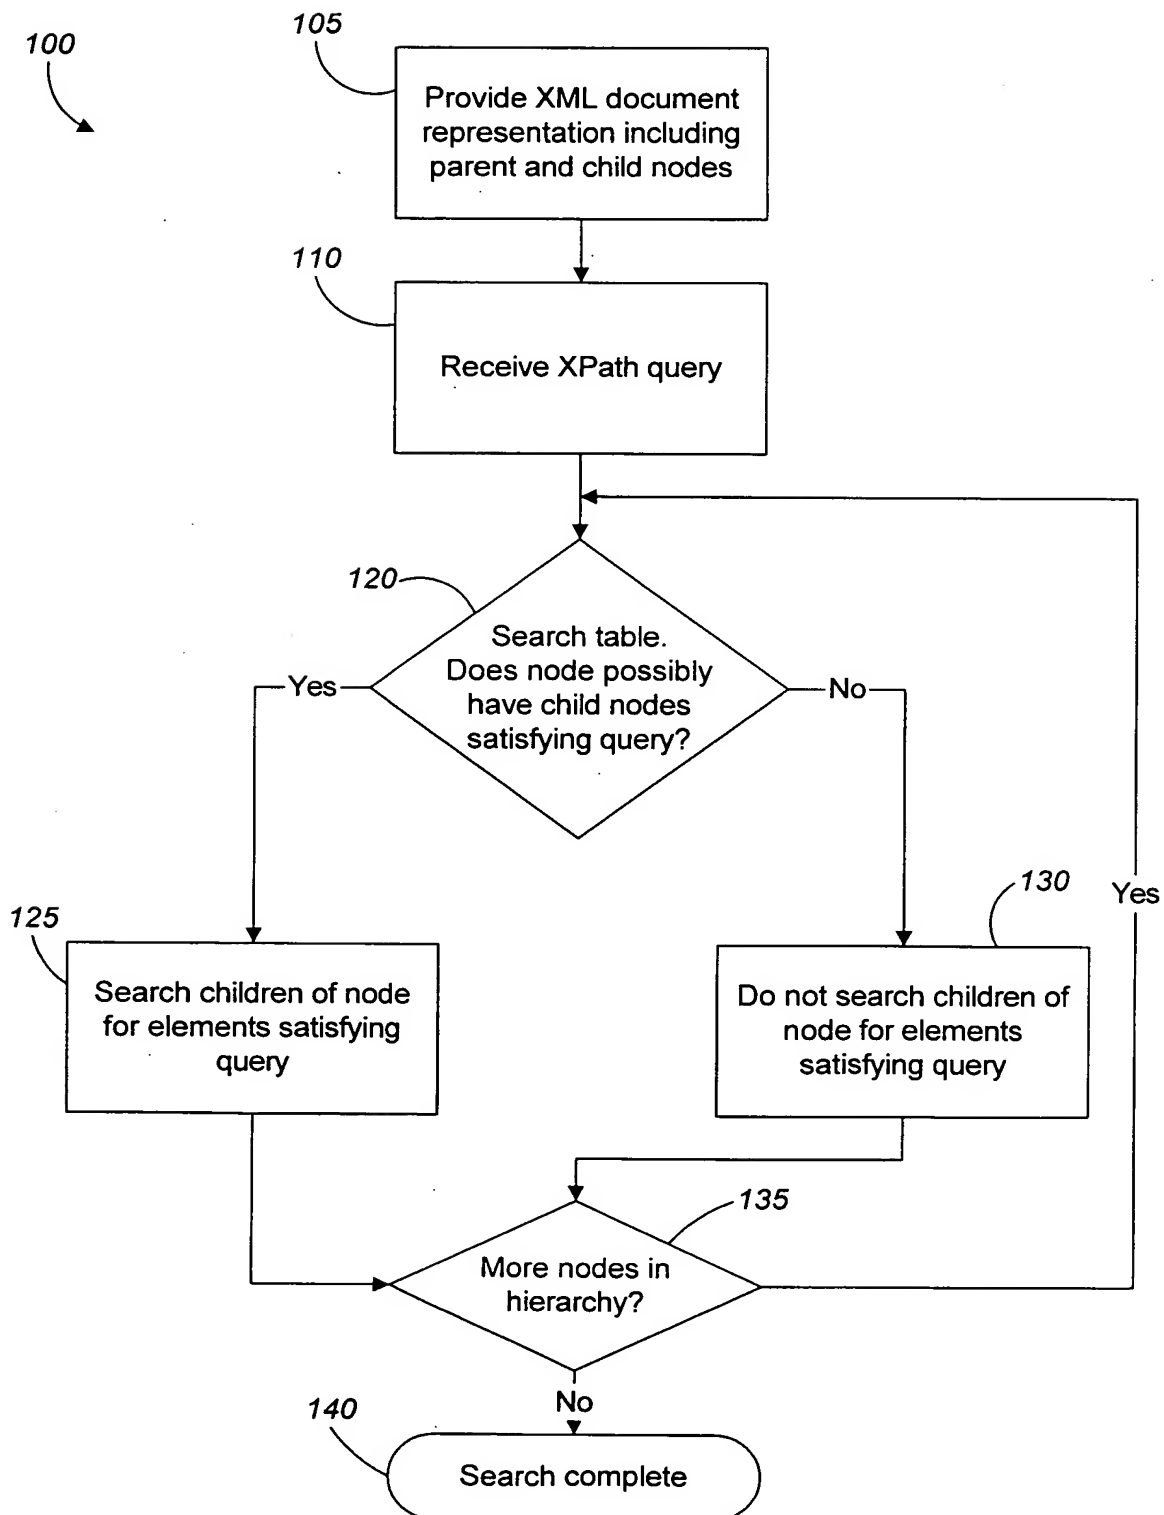 100
105
Provide XML document
representation including
parent and child nodes
110
Receive XPath query
120
Search table.
Does node possibly
have child nodes
satisfying query?
Yes
No
125
Search children of node
for elements satisfying
query
130
Do not search children of
node for elements
satisfying query
Yes
135
More nodes in
hierarchy?
No
140
Search complete